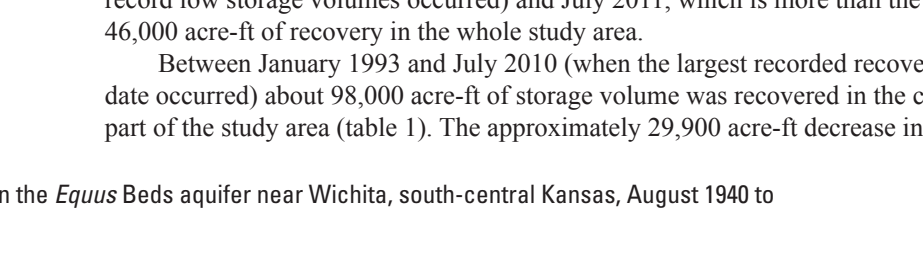 record low storage volumes occurred) and July 2011, which is more than the
46,000 acre-ft of recovery in the whole study area.
Between January 1993 and July 2010 (when the largest recorded recove
date occurred) about 98,000 acre-ft of storage volume was recovered in the c
part of the study area (table 1). The approximately 29,900 acre-ft decrease in
n the Equus Beds aquifer near Wichita, south-central Kansas, August 1940 to